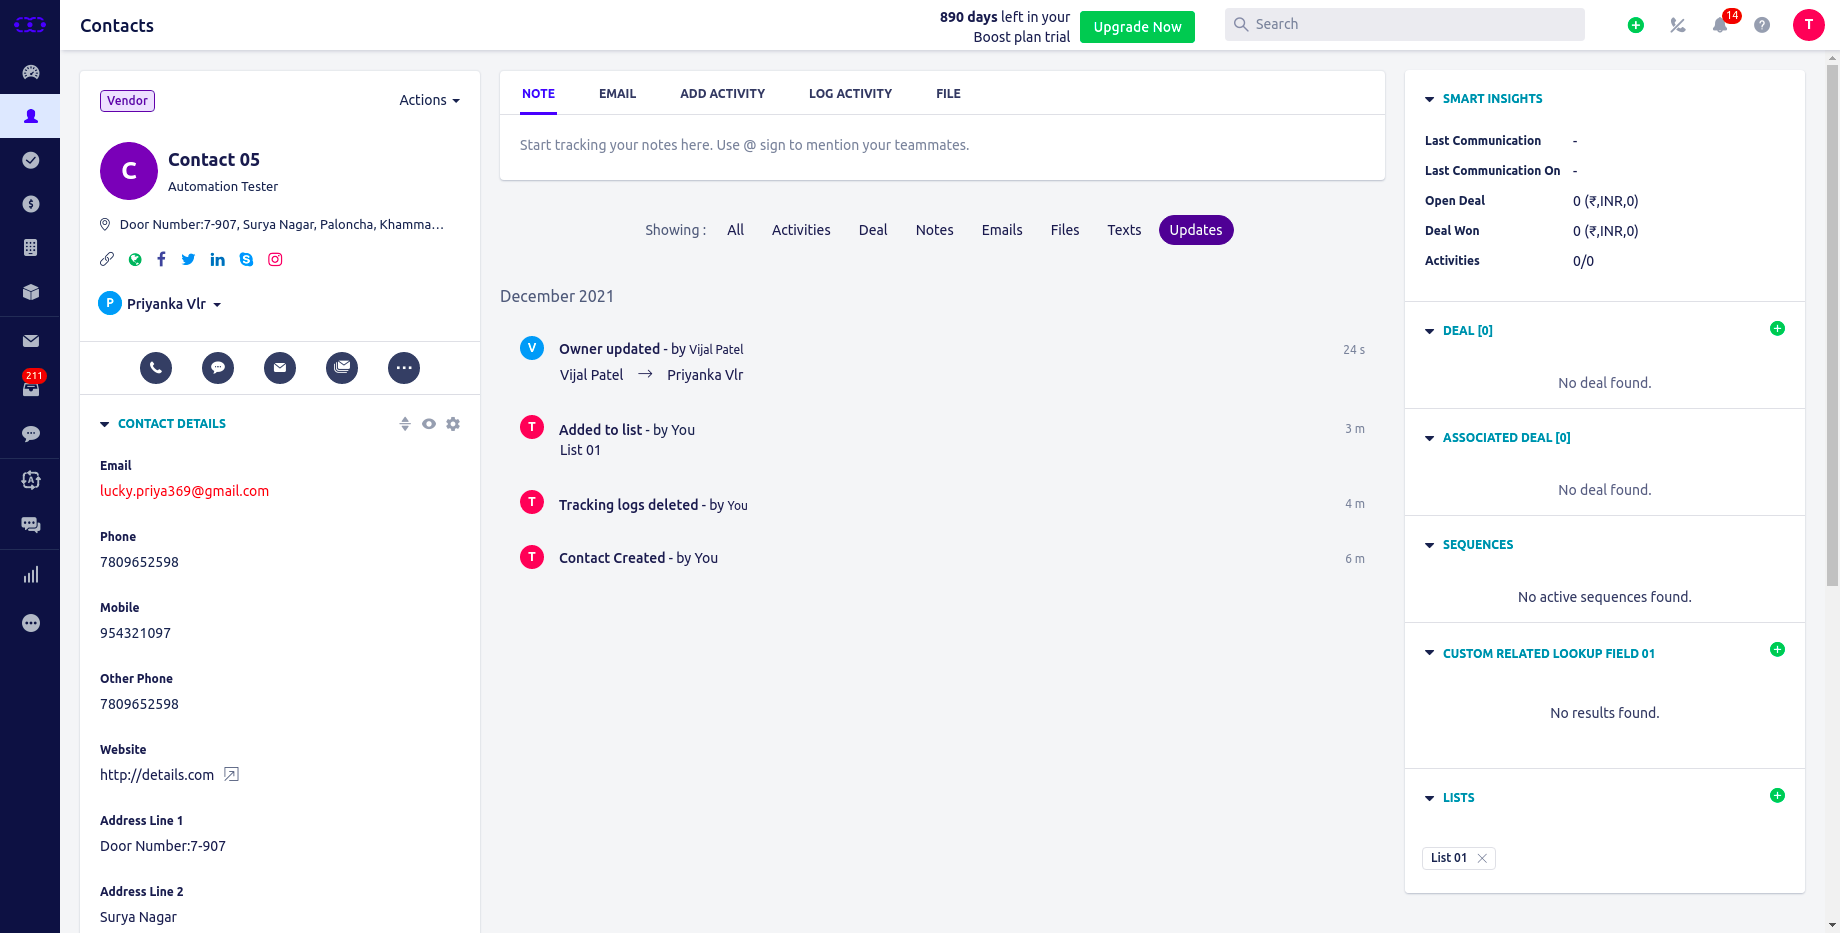 Contacts
890 days left in your
Boost plan trial
Upgrade Now
Search
14
T
211
Vendor
Actions
C
Contact 05
Automation Tester
Door Number:7-907, Surya Nagar, Paloncha, Khamma...
P
Priyanka Vlr
CONTACT DETAILS
Email
lucky.priya369@gmail.com
Phone
7809652598
Mobile
954321097
Other Phone
7809652598
Website
http://details.com
Address Line 1
Door Number:7-907
Address Line 2
Surya Nagar
NOTE EMAIL ADD ACTIVITY LOG ACTIVITY FILE
Start tracking your notes here. Use @ sign to mention your teammates.
Showing : All Activities Deal Notes Emails Files Texts Updates
December 2021
V Owner updated - by Vijal Patel 24 s
Vijal Patel → Priyanka Vlr
T Added to list - by You 3 m
List 01
T Tracking logs deleted - by You 4 m
T Contact Created - by You 6 m
SMART INSIGHTS
Last Communication -
Last Communication On -
Open Deal 0 (₹,INR,0)
Deal Won 0 (₹,INR,0)
Activities 0/0
DEAL [0]
No deal found.
ASSOCIATED DEAL [0]
No deal found.
SEQUENCES
No active sequences found.
CUSTOM RELATED LOOKUP FIELD 01
No results found.
LISTS
List 01